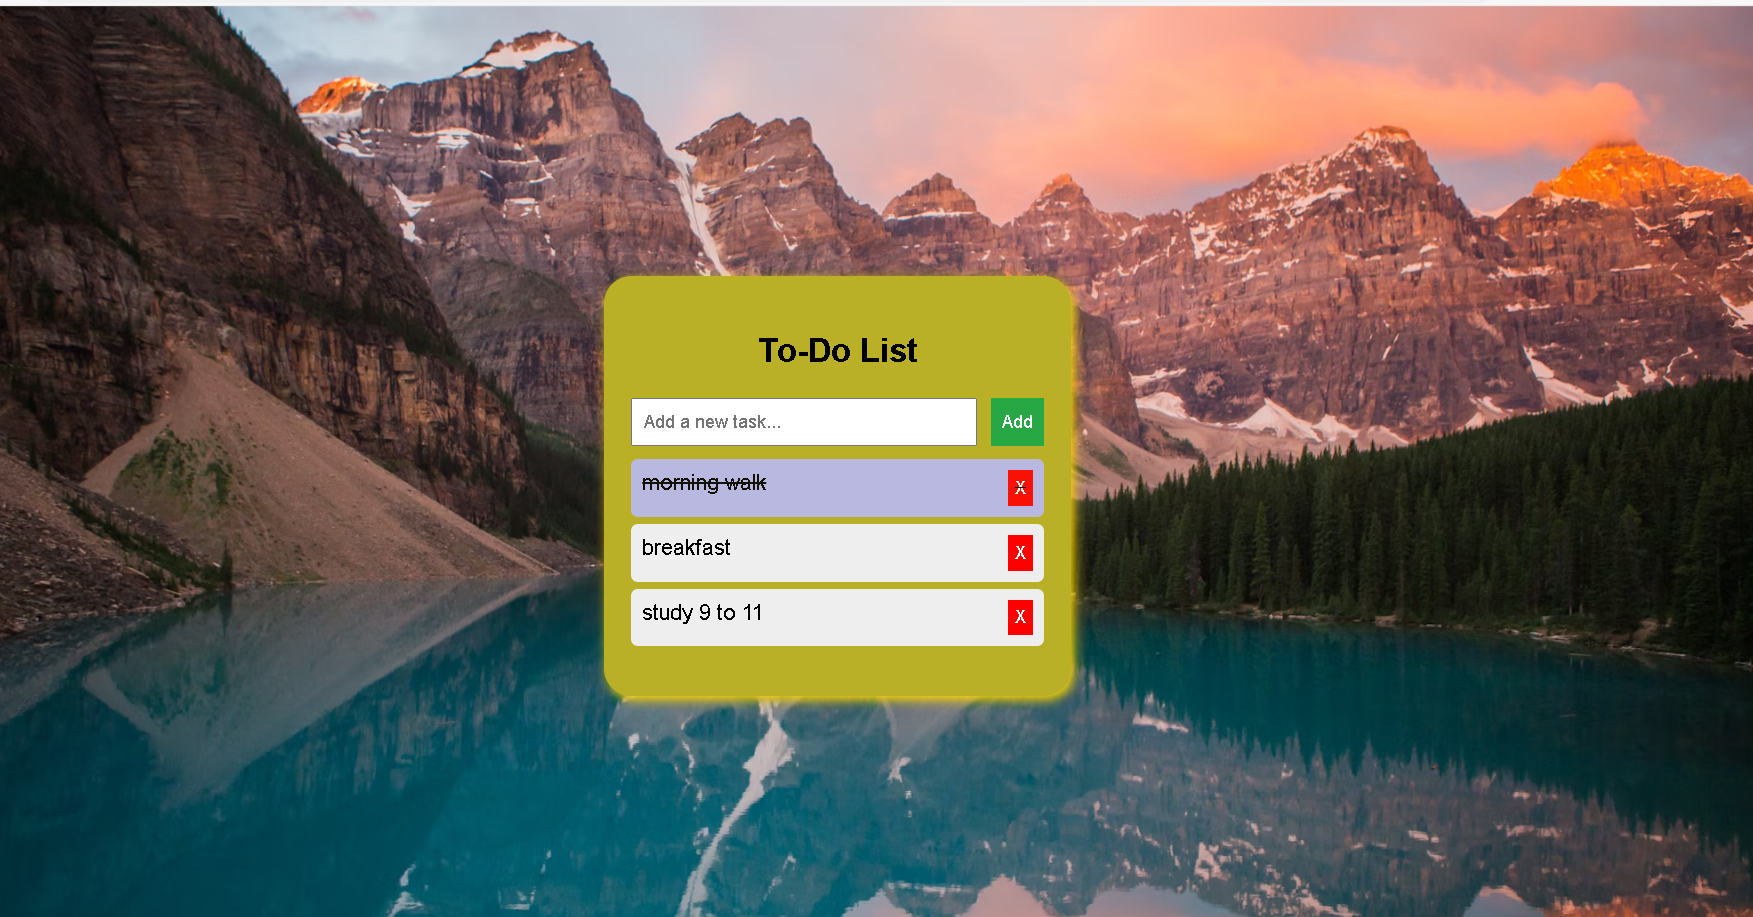 To-Do List
Add a new task...
Add
morning walk
X
breakfast
X
study 9 to 11
X